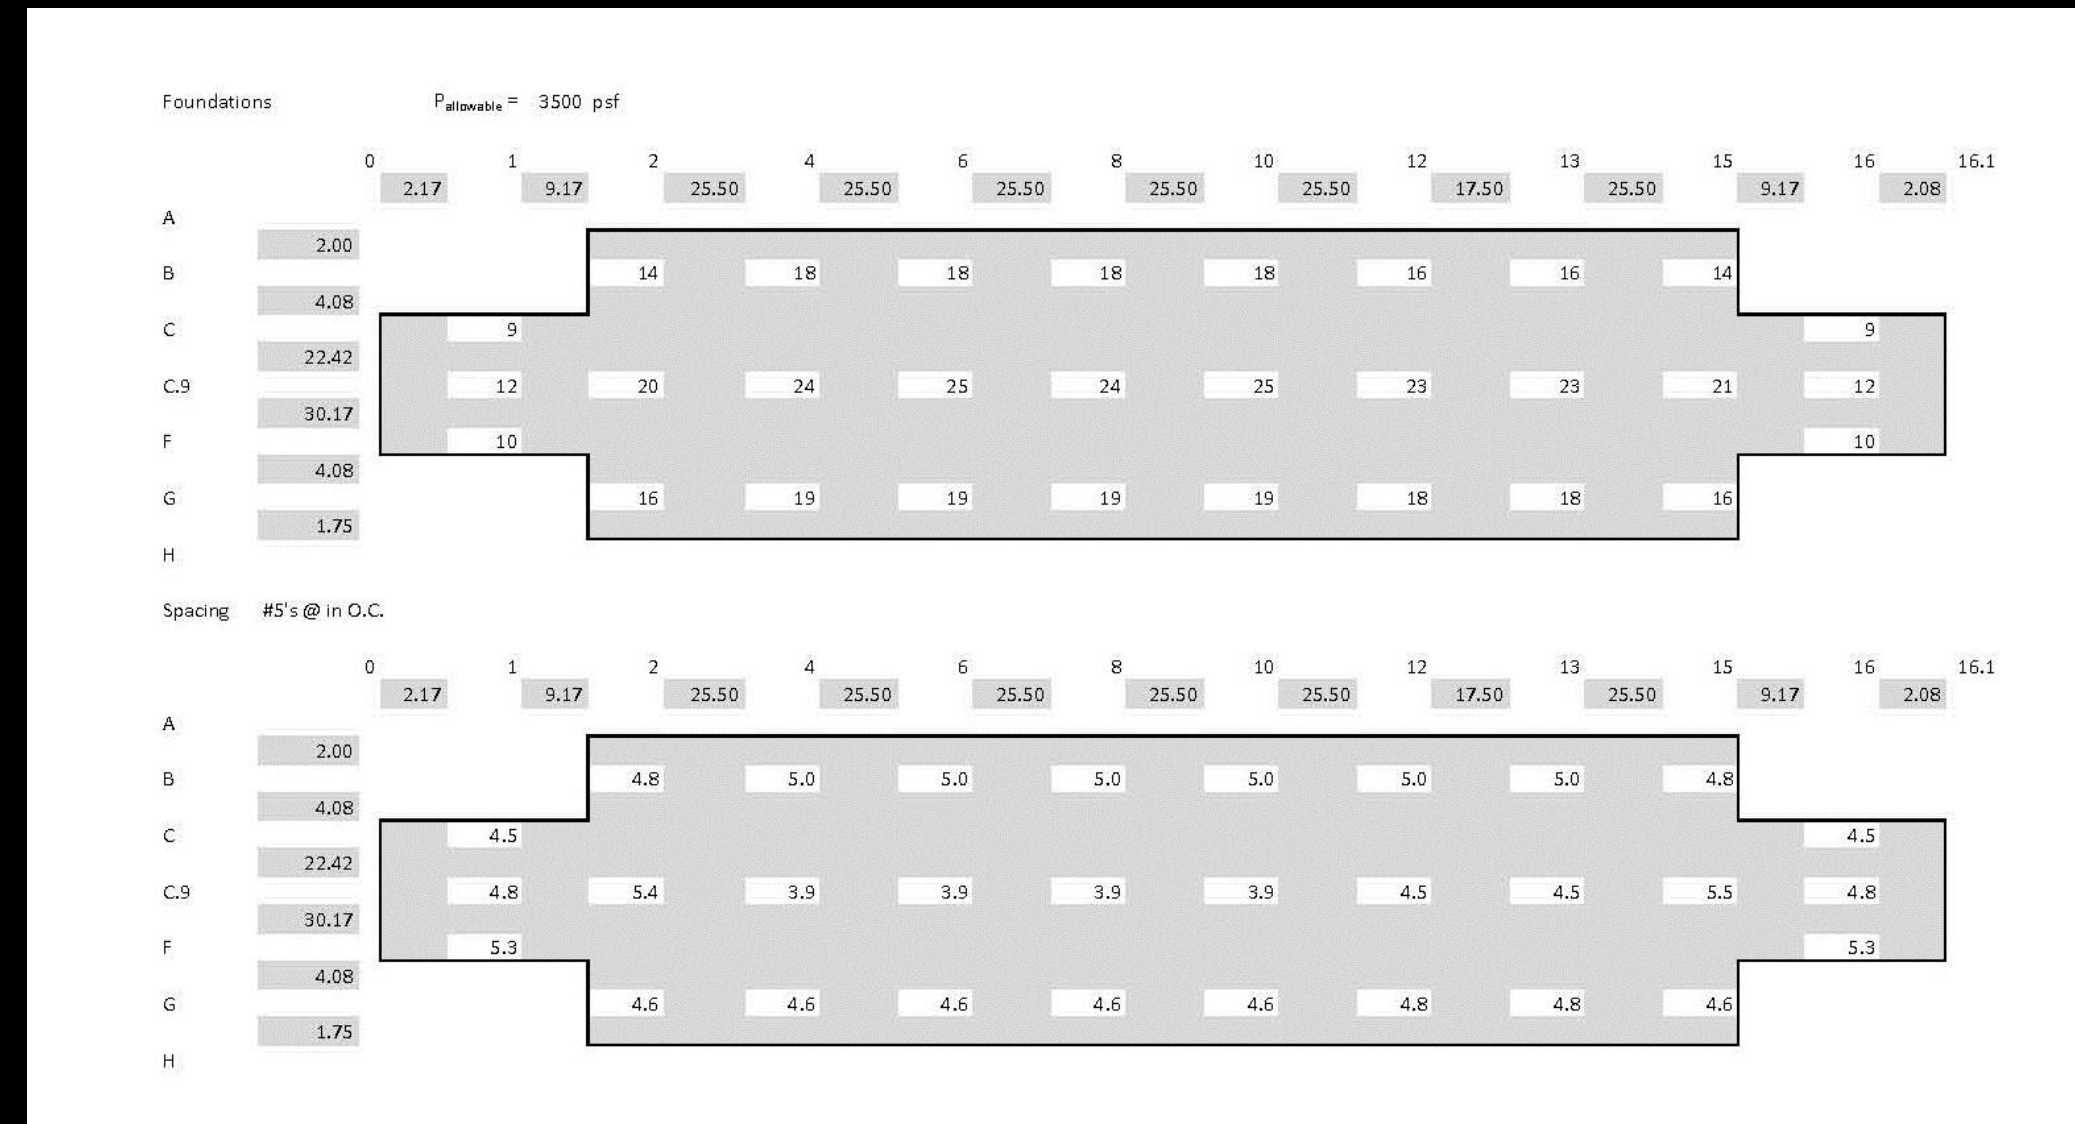 Foundations Pallowable = 3500 psf
0 1 2 4 6 8 10 12 13 15 16 16.1
2.17 9.17 25.50 25.50 25.50 25.50 25.50 17.50 25.50 9.17 2.08
A
2.00
B 14 18 18 18 18 16 16 14
4.08
C 9 9
22.42
C.9 12 20 24 25 24 25 23 23 21 12
30.17
F 10 10
4.08
G 16 19 19 19 19 18 18 16
1.75
H
Spacing #5's @ in O.C.
0 1 2 4 6 8 10 12 13 15 16 16.1
2.17 9.17 25.50 25.50 25.50 25.50 25.50 17.50 25.50 9.17 2.08
A
2.00
B 4.8 5.0 5.0 5.0 5.0 5.0 5.0 4.8
4.08
C 4.5 4.5
22.42
C.9 4.8 5.4 3.9 3.9 3.9 3.9 4.5 4.5 5.5 4.8
30.17
F 5.3 5.3
4.08
G 4.6 4.6 4.6 4.6 4.6 4.8 4.8 4.6
1.75
H